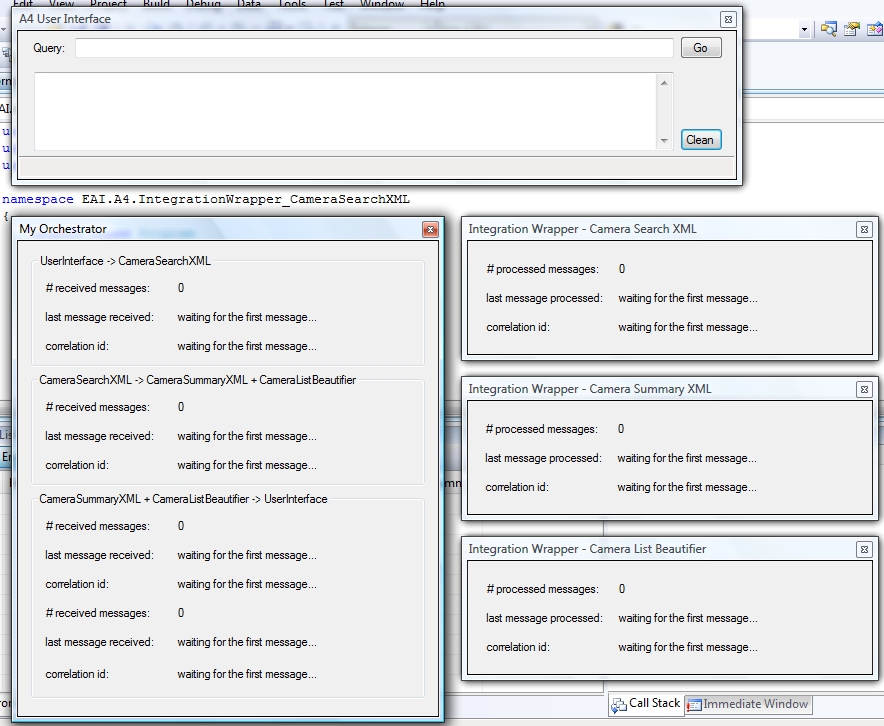 Edit View Project Build Debug Data Tools Test Window Help
A4 User Interface
Query:
Go
Clean
namespace EAI.A4.IntegrationWrapper_CameraSearchXML
{
My Orchestrator
UserInterface -> CameraSearchXML
# received messages: 0
last message received: waiting for the first message...
correlation id: waiting for the first message...
CameraSearchXML -> CameraSummaryXML + CameraListBeautifier
# received messages: 0
last message received: waiting for the first message...
correlation id: waiting for the first message...
CameraSummaryXML + CameraListBeautifier -> UserInterface
# received messages: 0
last message received: waiting for the first message...
correlation id: waiting for the first message...
# received messages: 0
last message received: waiting for the first message...
correlation id: waiting for the first message...
Integration Wrapper - Camera Search XML
# processed messages: 0
last message processed: waiting for the first message...
correlation id: waiting for the first message...
Integration Wrapper - Camera Summary XML
# processed messages: 0
last message processed: waiting for the first message...
correlation id: waiting for the first message...
Integration Wrapper - Camera List Beautifier
# processed messages: 0
last message processed: waiting for the first message...
correlation id: waiting for the first message...
Call Stack Immediate Window